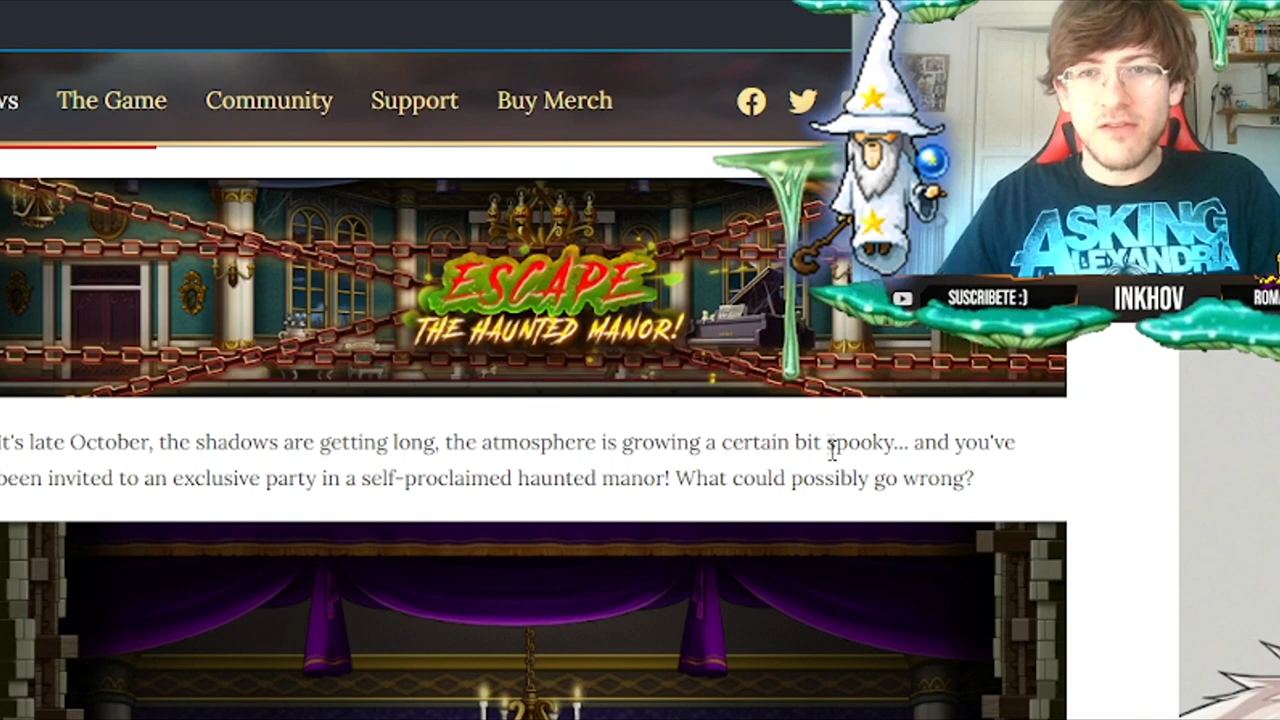 ws The Game Community Support Buy Merch
ESCAPE
THE HAUNTED MANOR!
ASKING
ALEXANDRIA
SUSCRIBETE :) INKHOV ROMA
It's late October, the shadows are getting long, the atmosphere is growing a certain bit spooky... and you've
been invited to an exclusive party in a self-proclaimed haunted manor! What could possibly go wrong?